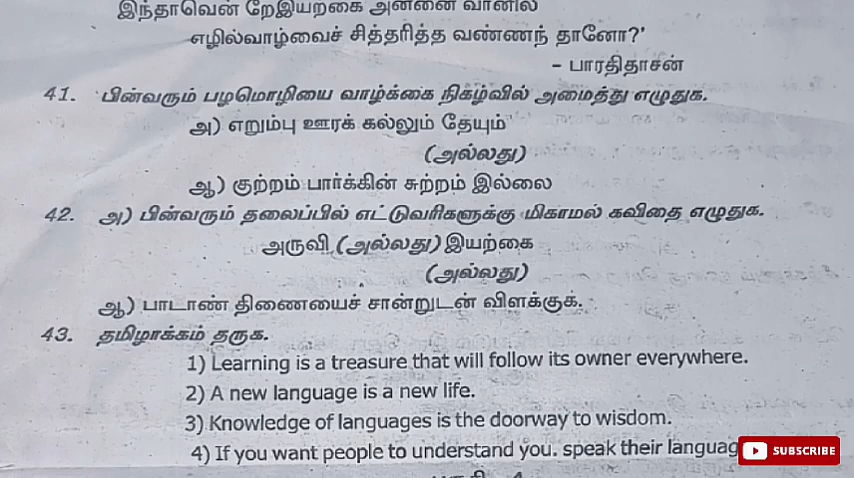 இந்தாவென் றேஇயற்கை அன்னை வானில்
எழில்வாழ்வைச் சித்தரித்த வண்ணந் தானோ?'
- பாரதிதாசன்
41. பின்வரும் பழமொழியை வாழ்க்கை நிகழ்வில் அமைத்து எழுதுக.
அ) எறும்பு ஊரக் கல்லும் தேயும்
(அல்லது)
ஆ) குற்றம் பார்க்கின் சுற்றம் இல்லை
42. அ) பின்வரும் தலைப்பில் எட்டுவரிகளுக்கு மிகாமல் கவிதை எழுதுக.
அருவி (அல்லது) இயற்கை
(அல்லது)
ஆ) பாடாண் திணையைச் சான்றுடன் விளக்குக.
43. தமிழாக்கம் தருக.
1) Learning is a treasure that will follow its owner everywhere.
2) A new language is a new life.
3) Knowledge of languages is the doorway to wisdom.
4) If you want people to understand you. speak their languag
SUBSCRIBE